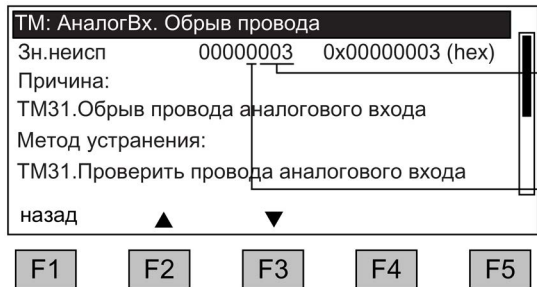 ТМ: АналогВх. Обрыв провода
Зн.неисп 00000003 0x00000003 (hex)
Причина:
ТМ31.Обрыв провода аналогового входа
Метод устранения:
ТМ31.Проверить провода аналогового входа
назад ▲ ▼
F1 F2 F3 F4 F5